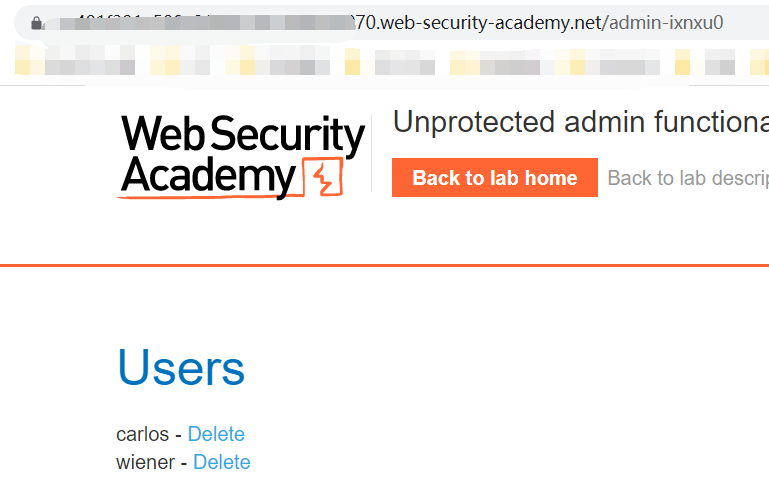 70.web-security-academy.net/admin-ixnxu0
Web Security
Academy
Unprotected admin functiona
Back to lab home
Back to lab descrip
Users
carlos - Delete
wiener - Delete